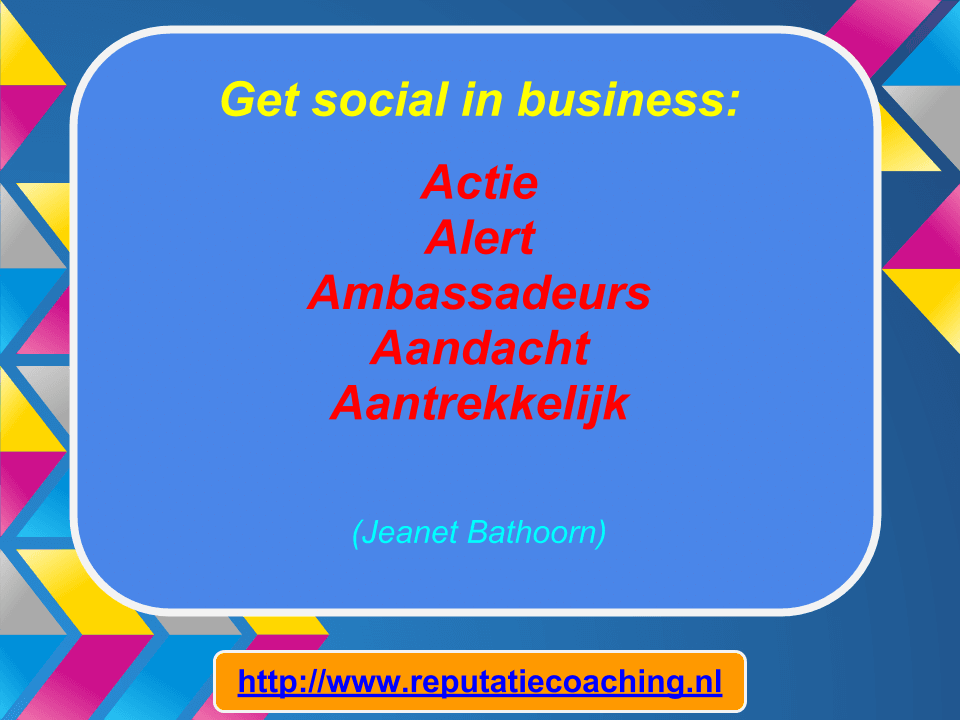 Get social in business:
Actie
Alert
Ambassadeurs
Aandacht
Aantrekkelijk
(Jeanet Bathoorn)
http://www.reputatiecoaching.nl